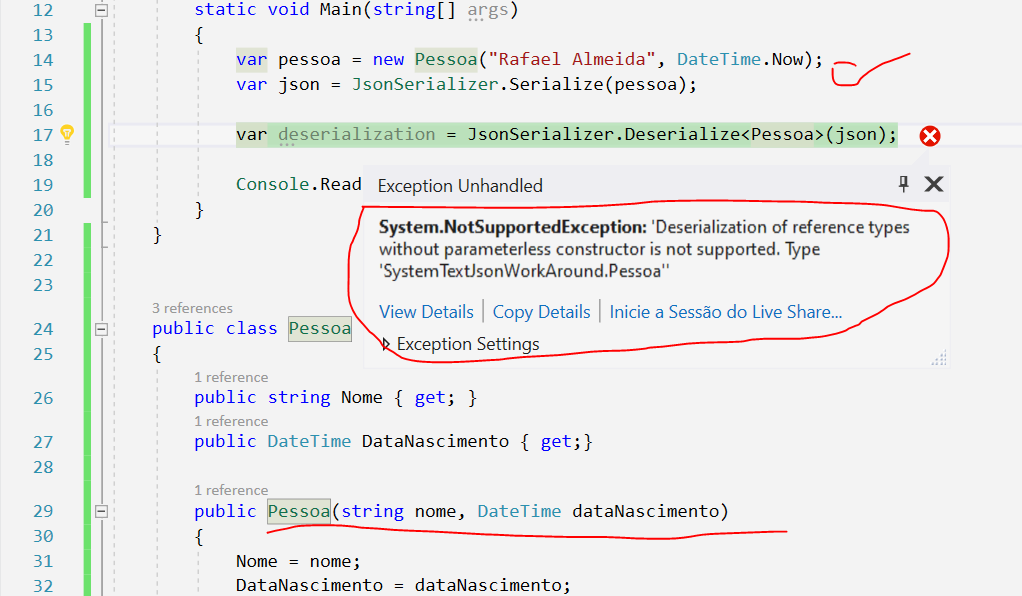 12 static void Main(string[] args)
13 {
14 var pessoa = new Pessoa("Rafael Almeida", DateTime.Now);
15 var json = JsonSerializer.Serialize(pessoa);
16
17 var deserialization = JsonSerializer.Deserialize<Pessoa>(json);
18
19 Console.Read
20 }
21 }
22
23
Exception Unhandled
System.NotSupportedException: 'Deserialization of reference types
without parameterless constructor is not supported. Type
'SystemTextJsonWorkAround.Pessoa''
View Details | Copy Details | Inicie a Sessão do Live Share...
Exception Settings
3 references
24 public class Pessoa
25 {
1 reference
26 public string Nome { get; }
1 reference
27 public DateTime DataNascimento { get;}
28
1 reference
29 public Pessoa(string nome, DateTime dataNascimento)
30 {
31 Nome = nome;
32 DataNascimento = dataNascimento;